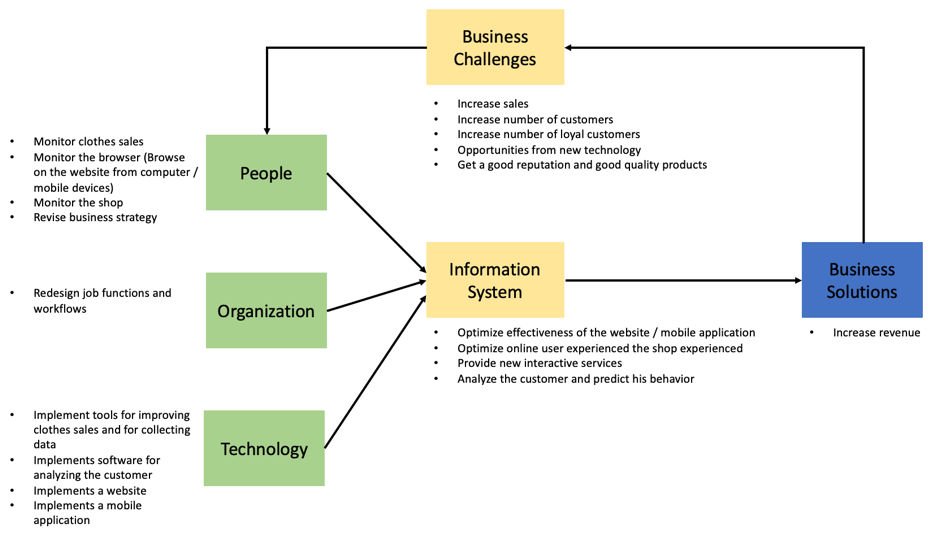 Business
Challenges
• Increase sales
• Increase number of customers
• Increase number of loyal customers
• Opportunities from new technology
• Get a good reputation and good quality products
• Monitor clothes sales
• Monitor the browser (Browse
on the website from computer /
mobile devices)
• Monitor the shop
• Revise business strategy
People
• Redesign job functions and
workflows
Organization
Information
System
• Optimize effectiveness of the website / mobile application
• Optimize online user experienced the shop experienced
• Provide new interactive services
• Analyze the customer and predict his behavior
Business
Solutions
• Increase revenue
• Implement tools for improving
clothes sales and for collecting
data
• Implements software for
analyzing the customer
• Implements a website
• Implements a mobile
application
Technology